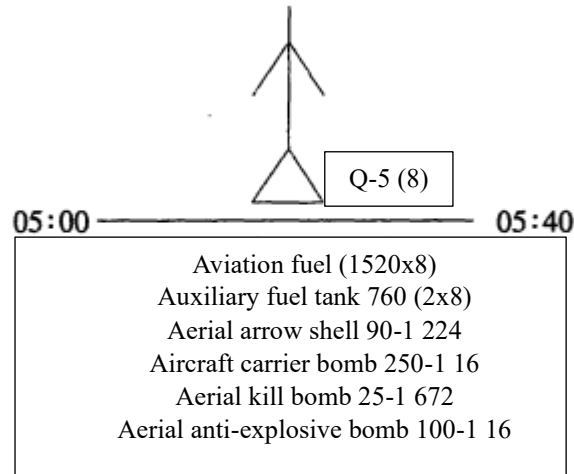 Q-5 (8)
05:00 05:40
Aviation fuel (1520x8)
Auxiliary fuel tank 760 (2x8)
Aerial arrow shell 90-1 224
Aircraft carrier bomb 250-1 16
Aerial kill bomb 25-1 672
Aerial anti-explosive bomb 100-1 16